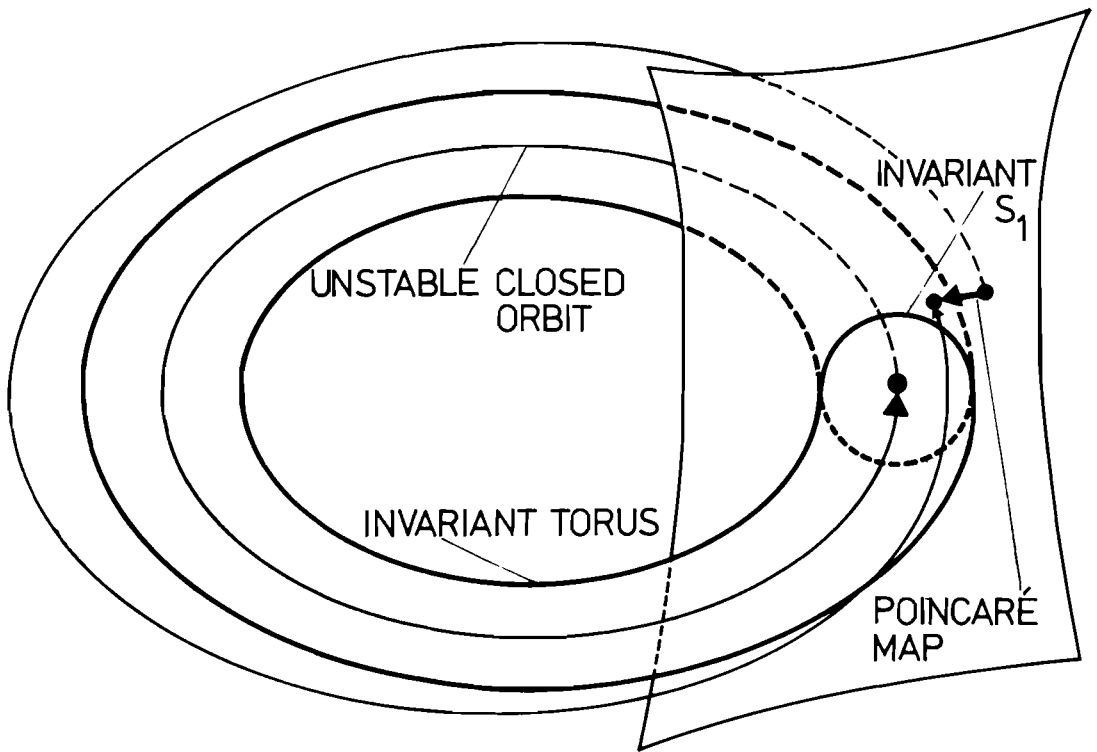 INVARIANT
S₁
UNSTABLE CLOSED
ORBIT
INVARIANT TORUS
POINCARÉ
MAP